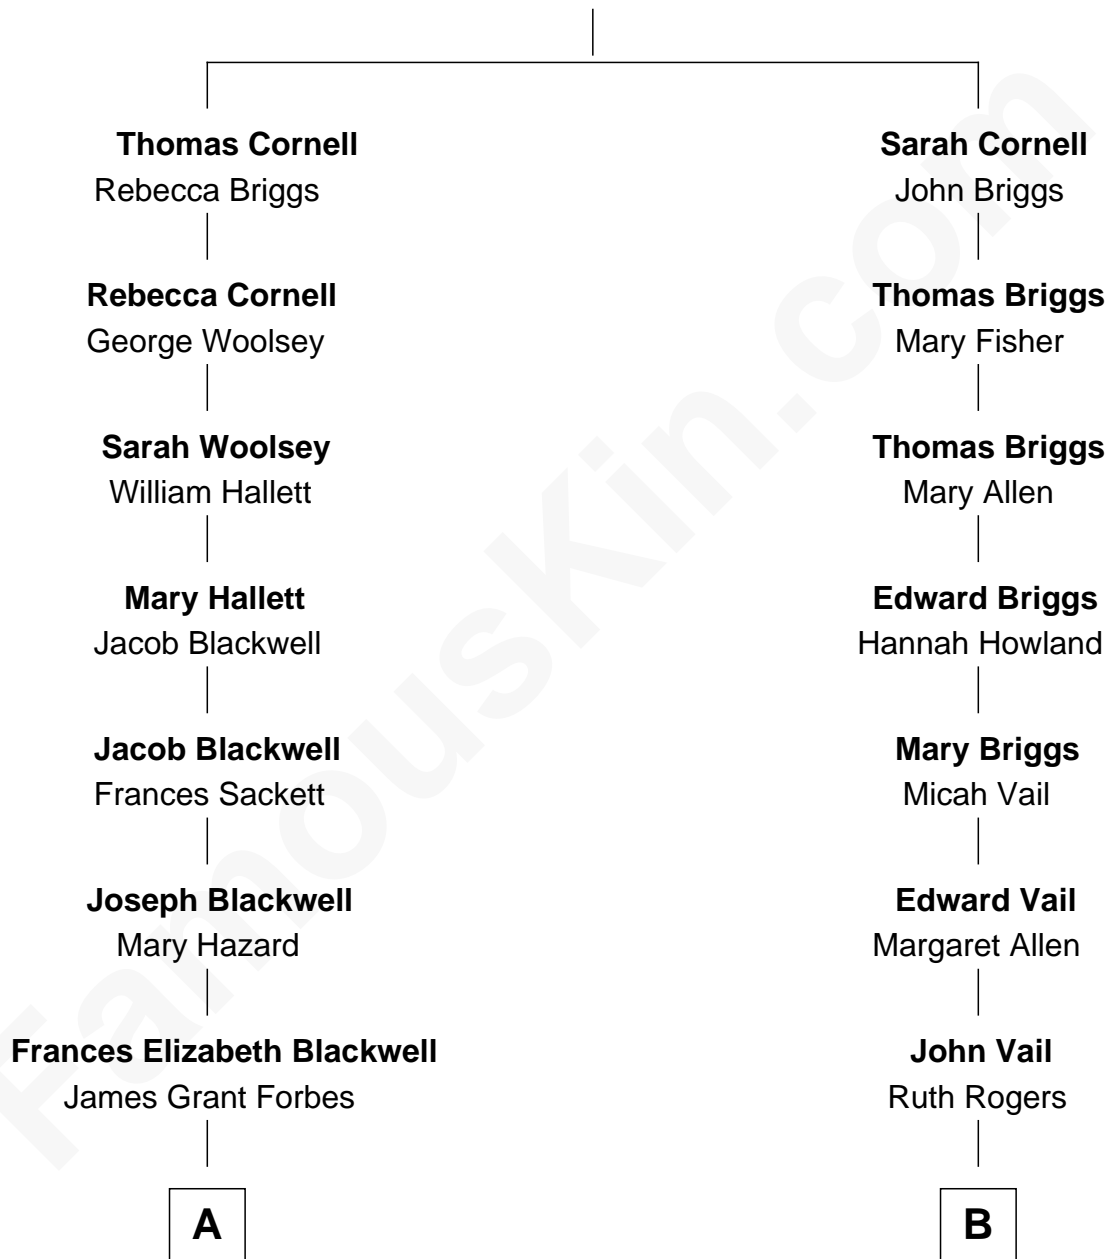 Thomas Cornell
Rebecca Briggs
Rebecca Cornell
George Woolsey
Sarah Woolsey
William Hallett
Mary Hallett
Jacob Blackwell
Jacob Blackwell
Frances Sackett
Joseph Blackwell
Mary Hazard
Frances Elizabeth Blackwell
James Grant Forbes
A
Sarah Cornell
John Briggs
Thomas Briggs
Mary Fisher
Thomas Briggs
Mary Allen
Edward Briggs
Hannah Howland
Mary Briggs
Micah Vail
Edward Vail
Margaret Allen
John Vail
Ruth Rogers
B
FamousKin.com